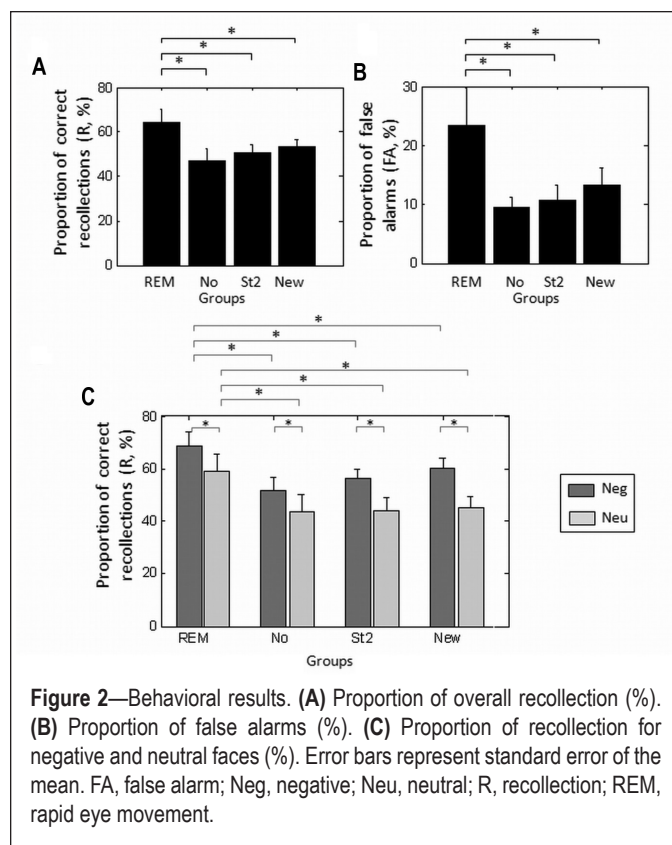 A
* * *
Proportion of correct
recollections (R, %)
80
60
40
20
0
REM No St2 New
Groups
B
* * *
Proportion of false
alarms (FA, %)
30
20
10
0
REM No St2 New
Groups
C
*
*
*
*
*
*
Proportion of correct
recollections (R, %)
80
60
40
20
0
* * * *
REM No St2 New
Groups
Neg
Neu
Figure 2—Behavioral results. (A) Proportion of overall recollection (%).
(B) Proportion of false alarms (%). (C) Proportion of recollection for
negative and neutral faces (%). Error bars represent standard error of the
mean. FA, false alarm; Neg, negative; Neu, neutral; R, recollection; REM,
rapid eye movement.